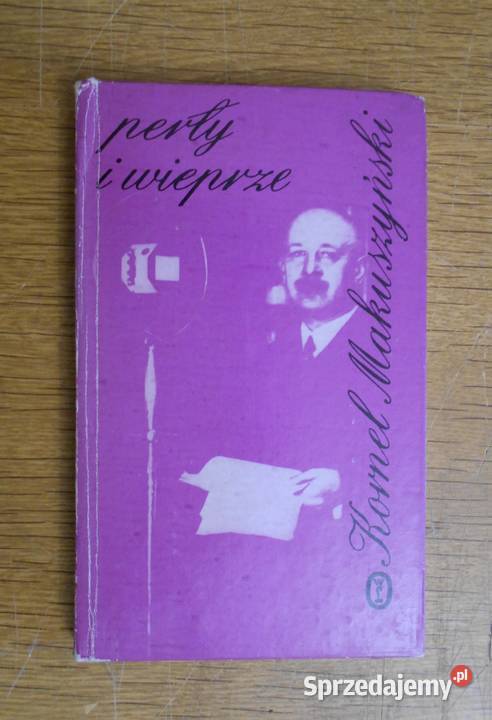 perły
i wieprze
Kornel Makuszyński
Sprzedajemy.pl